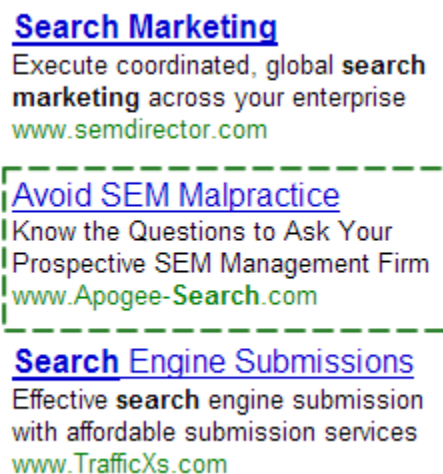 Search Marketing
Execute coordinated, global search
marketing across your enterprise
www.semdirector.com
Avoid SEM Malpractice
Know the Questions to Ask Your
Prospective SEM Management Firm
www.Apogee-Search.com
Search Engine Submissions
Effective search engine submission
with affordable submission services
www.TrafficXs.com